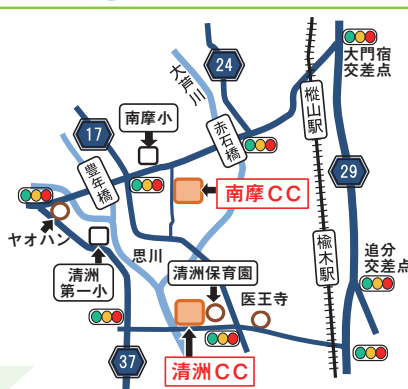 大門宿
交差点
24
大芦川
樅山駅
17
南摩小
赤石橋
豊年橋
南摩CC
29
ヤオハン
思川
清洲保育園
楡木駅
追分
交差点
清洲
第一小
医王寺
37
清洲CC